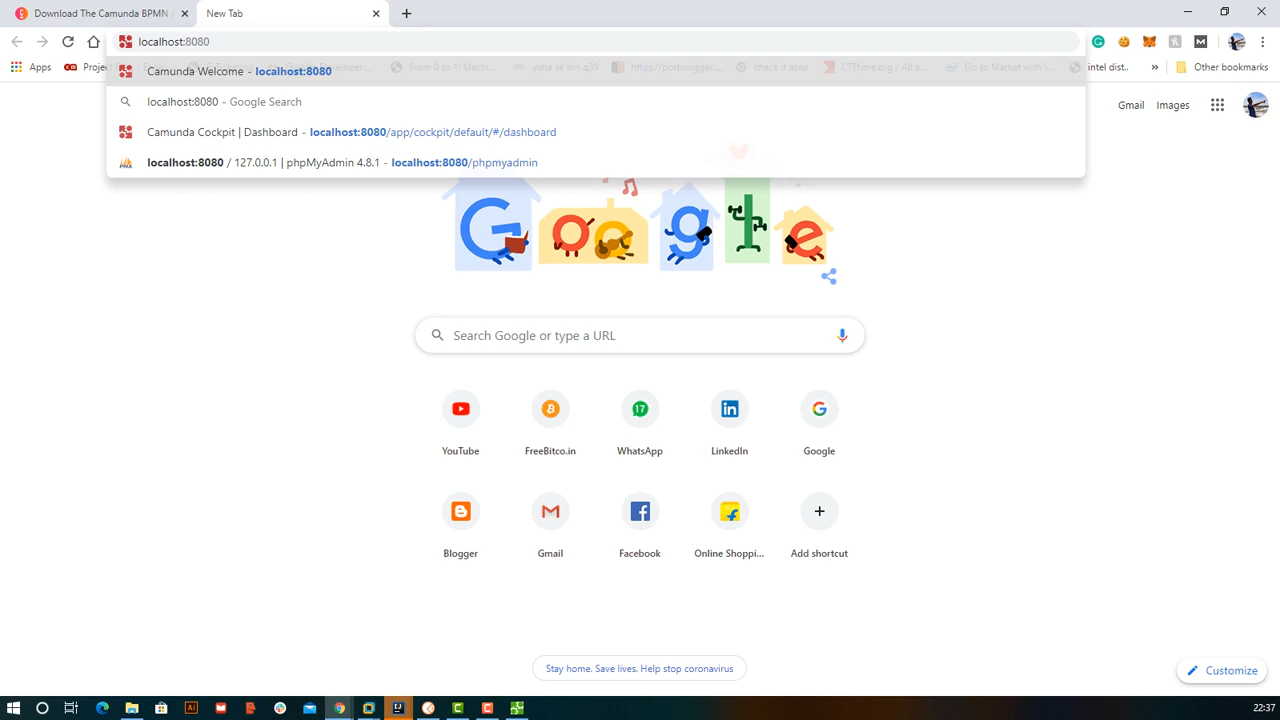 Download The Camunda BPMN
New Tab
localhost:8080
Camunda Welcome - localhost:8080
localhost:8080 - Google Search
Camunda Cockpit | Dashboard - localhost:8080/app/cockpit/default/#/dashboard
localhost:8080 / 127.0.0.1 | phpMyAdmin 4.8.1 - localhost:8080/phpmyadmin
Apps
intel dist..
»
Other bookmarks
Gmail Images
Search Google or type a URL
17
YouTube FreeBitco.in WhatsApp LinkedIn Google
Blogger Gmail Facebook Online Shoppi... Add shortcut
Stay home. Save lives. Help stop coronavirus
Customize
22:37